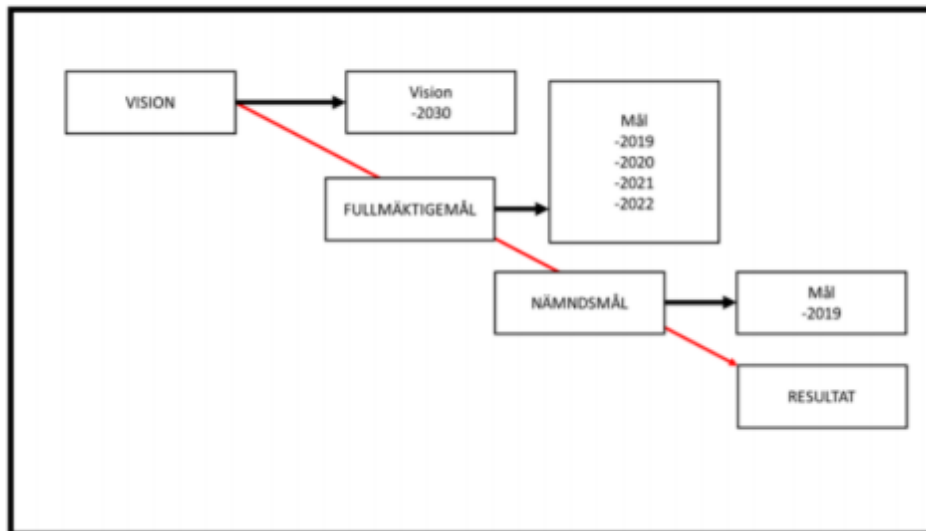 VISION
Vision
-2030
Mål
-2019
-2020
-2021
-2022
FULLMÄKTIGEMÅL
NÄMNDSMÅL
Mål
-2019
RESULTAT